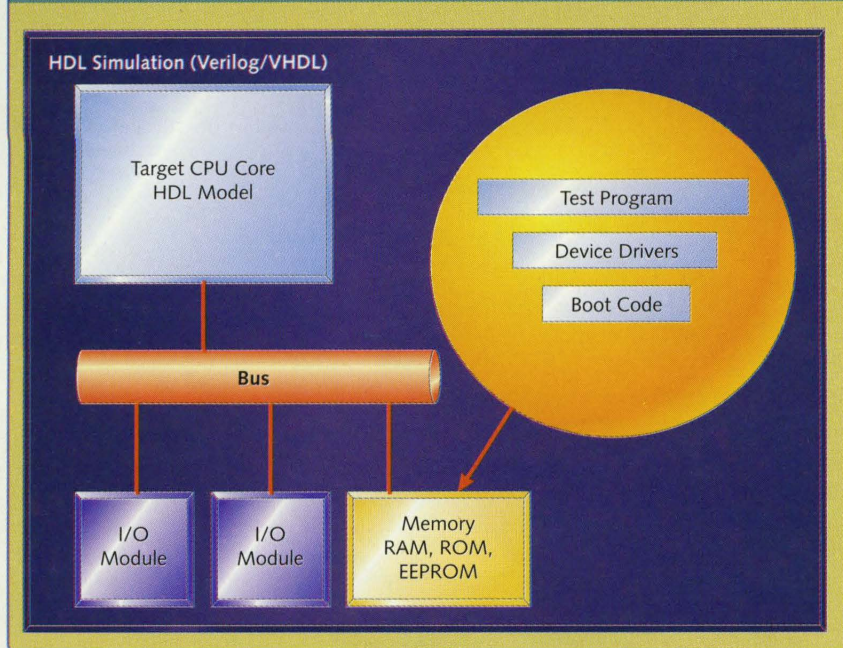 HDL Simulation (Verilog/VHDL)
Target CPU Core
HDL Model
Test Program
Device Drivers
Boot Code
Bus
I/O
Module
I/O
Module
Memory
RAM, ROM,
EEPROM